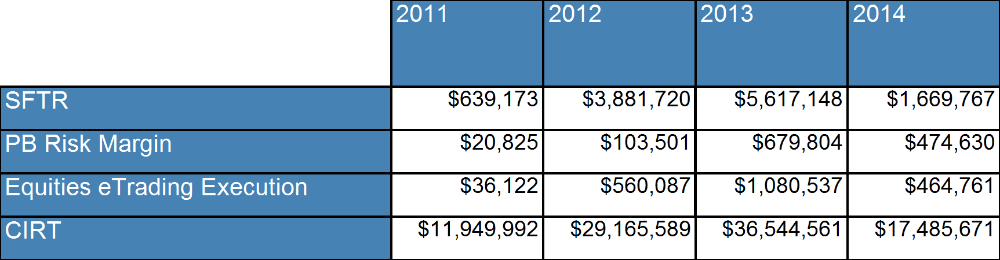 2011 2012 2013 2014
SFTR $639,173 $3,881,720 $5,617,148 $1,669,767
PB Risk Margin $20,825 $103,501 $679,804 $474,630
Equities eTrading Execution $36,122 $560,087 $1,080,537 $464,761
CIRT $11,949,992 $29,165,589 $36,544,561 $17,485,671